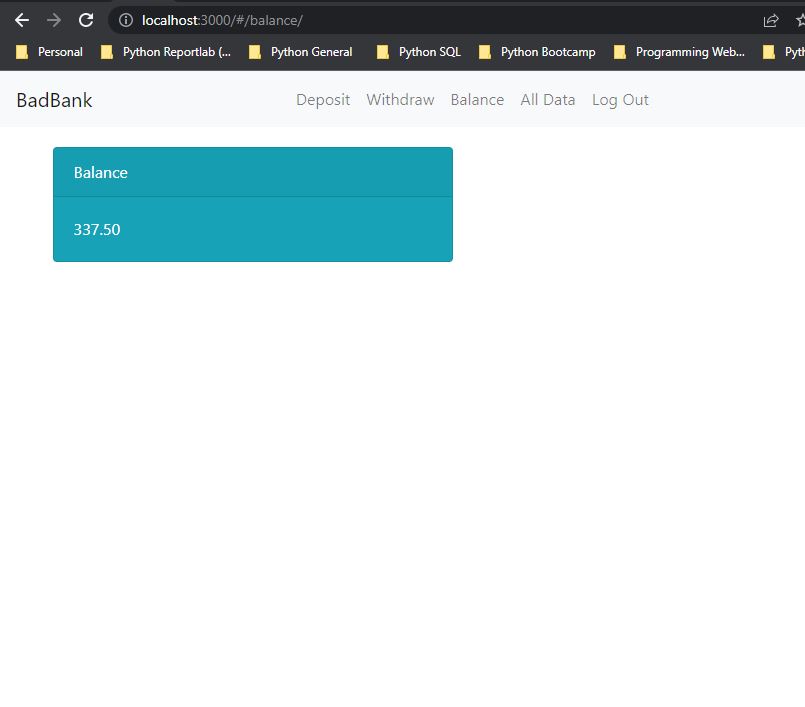 localhost:3000/#/balance/
Personal Python Reportlab (... Python General Python SQL Python Bootcamp Programming Web... Pyth
BadBank Deposit Withdraw Balance All Data Log Out
Balance
337.50